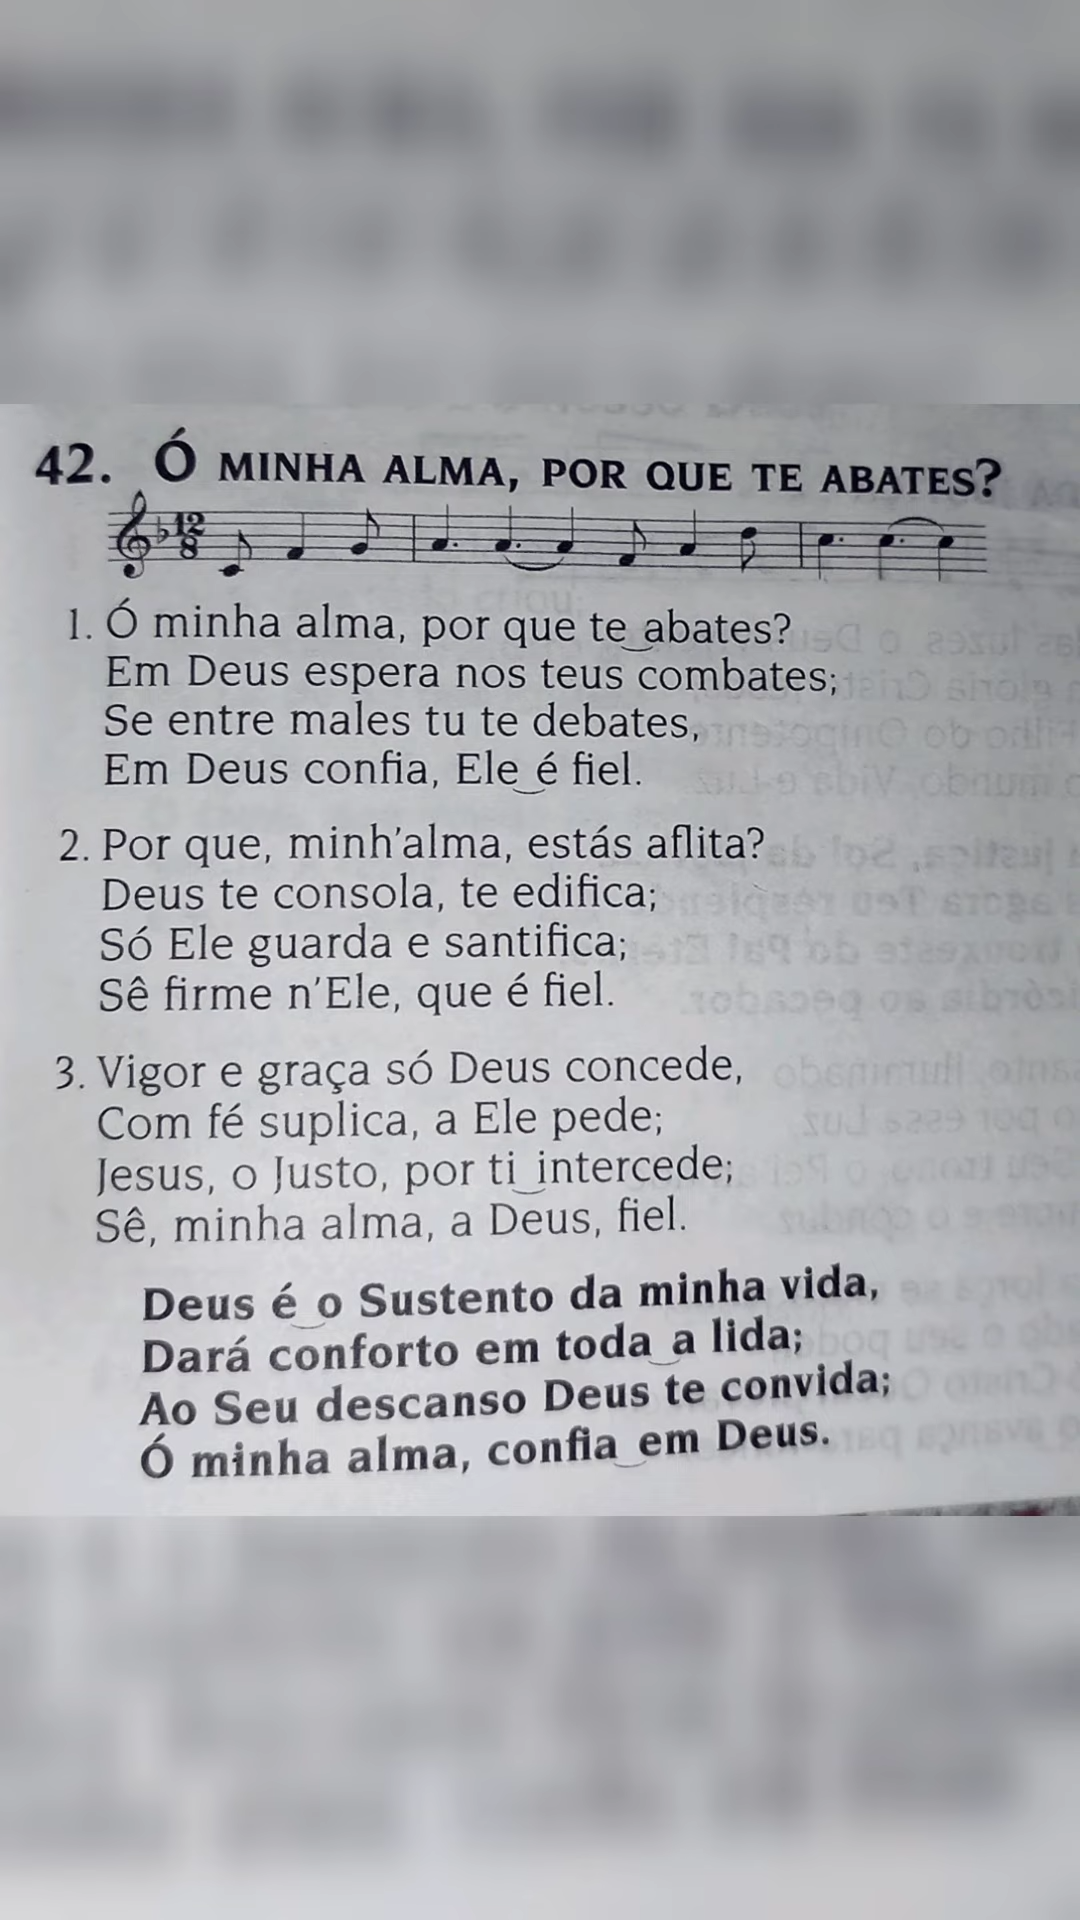 42. Ó MINHA ALMA, POR QUE TE ABATES?
12
8
1. Ó minha alma, por que te‿abates?
Em Deus espera nos teus combates;
Se entre males tu te debates,
Em Deus confia, Ele‿é fiel.
2. Por que, minh'alma, estás aflita?
Deus te consola, te edifica;
Só Ele guarda e santifica;
Sê firme n'Ele, que é fiel.
3. Vigor e graça só Deus concede,
Com fé suplica, a Ele pede;
Jesus, o Justo, por ti‿intercede;
Sê, minha alma, a Deus, fiel.
Deus é‿o Sustento da minha vida,
Dará conforto em toda‿a lida;
Ao Seu descanso Deus te convida;
Ó minha alma, confia‿em Deus.